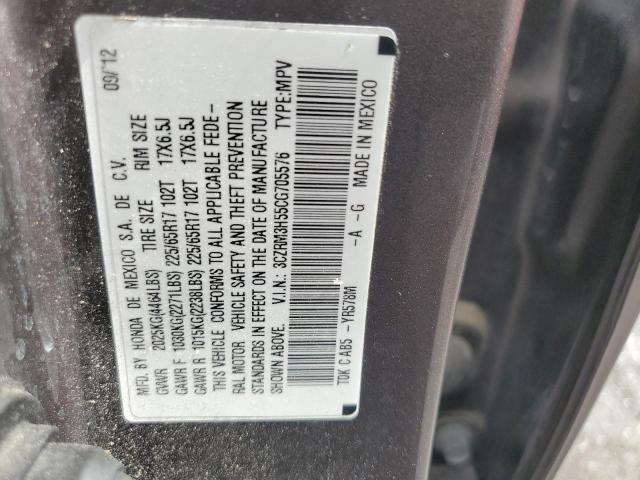 MFD. BY HONDA DE MEXICO S.A. DE C.V. 09/12
GVWR 2025KG(4464LBS) TIRE SIZE RIM SIZE
GAWR F 1030KG(2271LBS) 225/65R17 102T 17X6.5J
GAWR R 1015KG(2238LBS) 225/65R17 102T 17X6.5J
THIS VEHICLE CONFORMS TO ALL APPLICABLE FEDE-
RAL MOTOR VEHICLE SAFETY AND THEFT PREVENTION
STANDARDS IN EFFECT ON THE DATE OF MANUFACTURE
SHOWN ABOVE. V.I.N.: 3CZRM3H55CG705576 TYPE:MPV
TDK CAB5 -YR578M -A -G MADE IN MEXICO